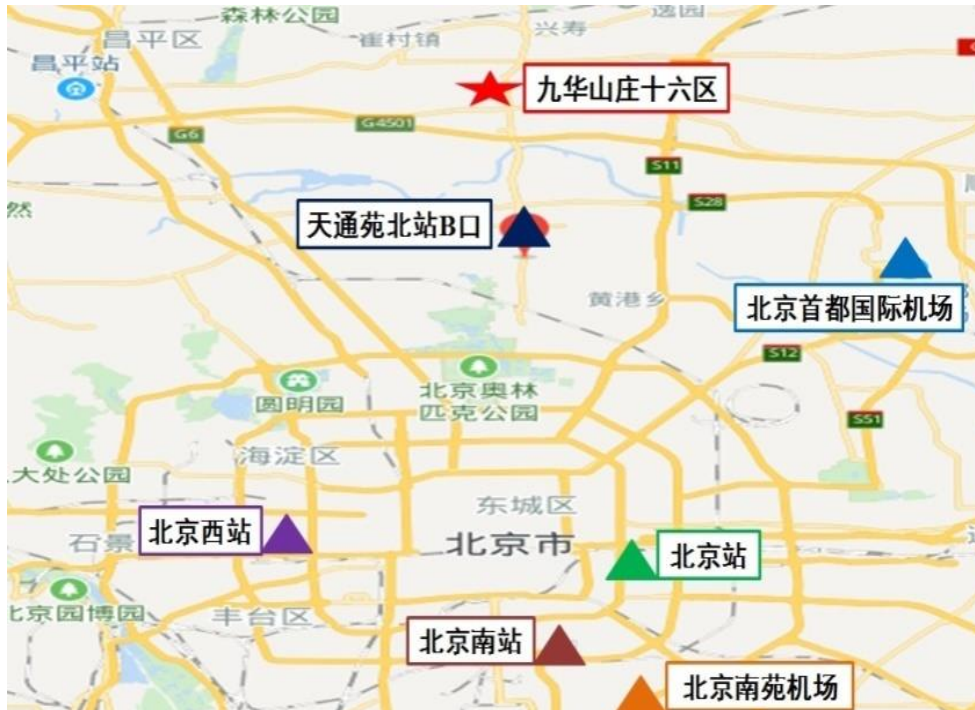 森林公园
逸园
昌平区
崔村镇
兴寿
昌平站
九华山庄十六区
G6
G4501
S11
S28
然
天通苑北站B口
黄港乡
北京首都国际机场
S12
圆明园
北京奥林
匹克公园
S51
海淀区
大处公园
东城区
北京西站
石景
北京市
北京站
北京园博园
丰台区
北京南站
北京南苑机场